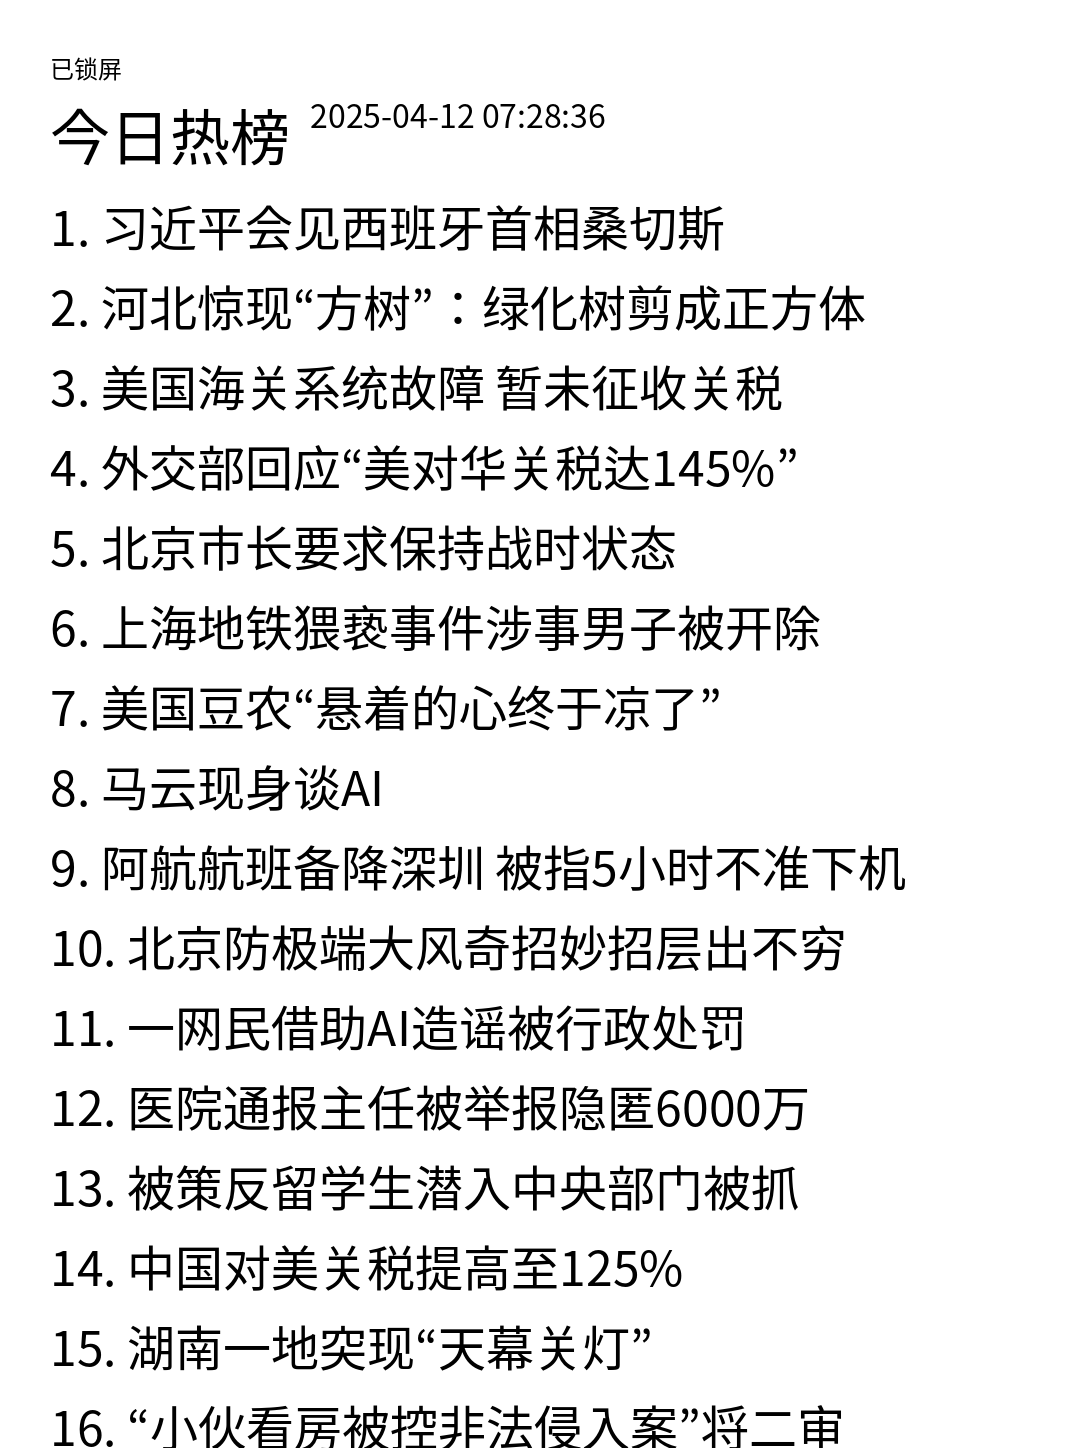 已锁屏
今日热榜 2025-04-12 07:28:36
1. 习近平会见西班牙首相桑切斯
2. 河北惊现“方树”：绿化树剪成正方体
3. 美国海关系统故障 暂未征收关税
4. 外交部回应“美对华关税达145%”
5. 北京市长要求保持战时状态
6. 上海地铁猥亵事件涉事男子被开除
7. 美国豆农“悬着的心终于凉了”
8. 马云现身谈AI
9. 阿航航班备降深圳 被指5小时不准下机
10. 北京防极端大风奇招妙招层出不穷
11. 一网民借助AI造谣被行政处罚
12. 医院通报主任被举报隐匿6000万
13. 被策反留学生潜入中央部门被抓
14. 中国对美关税提高至125%
15. 湖南一地突现“天幕关灯”
16. “小伙看房被控非法侵入案”将二审